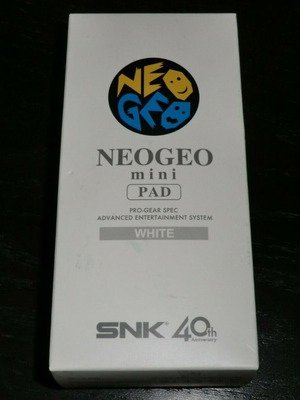 NEO
GEO
NEOGEO
mini
PAD
PRO-GEAR SPEC
ADVANCED ENTERTAINMENT SYSTEM
WHITE
SNK 40th
Anniversary